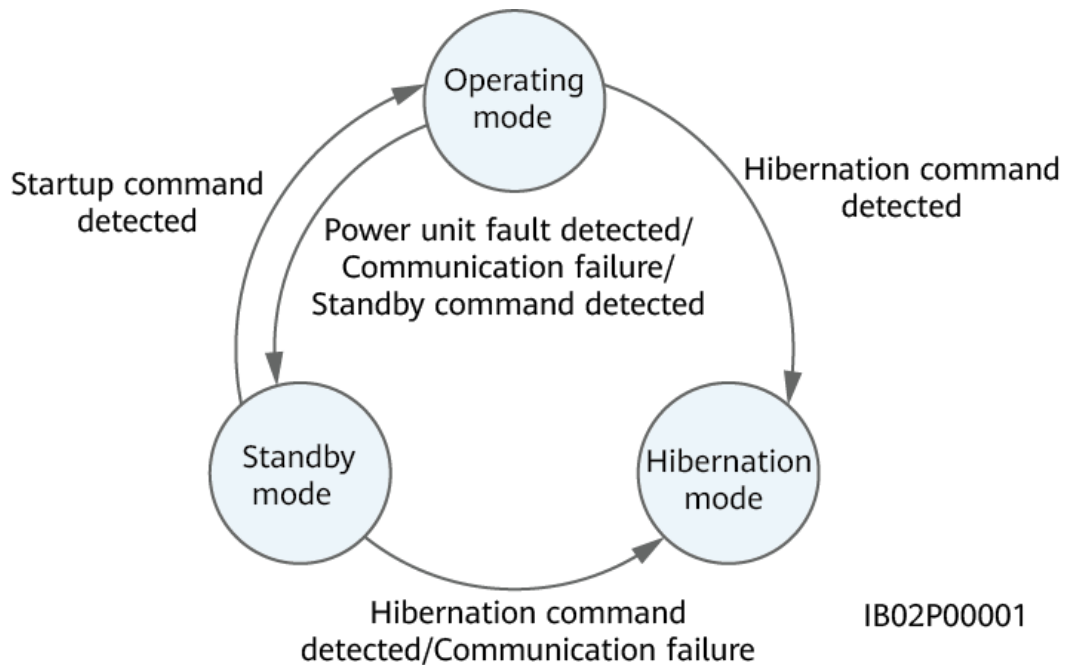 Operating
mode
Startup command
detected
Hibernation command
detected
Power unit fault detected/
Communication failure/
Standby command detected
Standby
mode
Hibernation
mode
Hibernation command
detected/Communication failure
IB02P00001